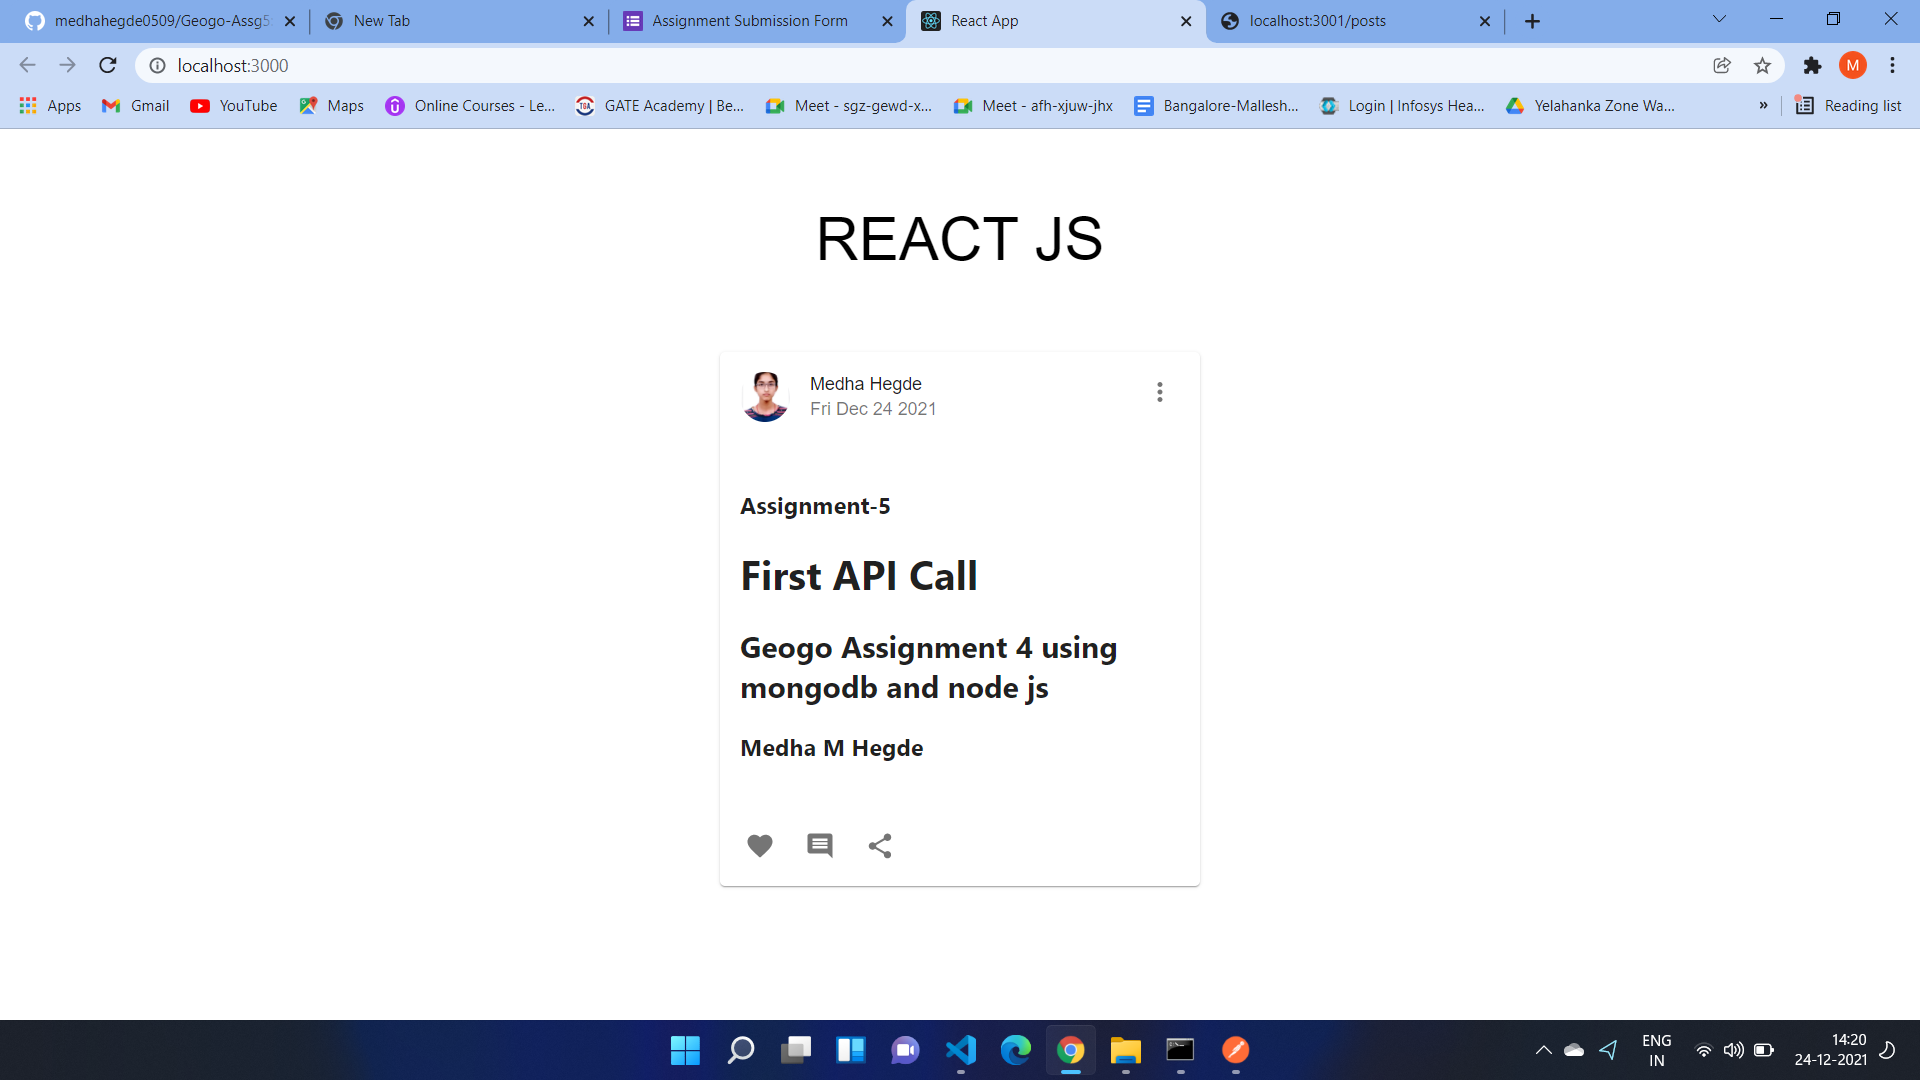 medhahegde0509/Geogo-Assg5
New Tab
Assignment Submission Form
React App
localhost:3001/posts
localhost:3000
M
Apps
Gmail
YouTube
Maps
Online Courses - Le...
GATE Academy | Be...
Meet - sgz-gewd-x...
Meet - afh-xjuw-jhx
Bangalore-Mallesh...
Login | Infosys Hea...
Yelahanka Zone Wa...
»
Reading list
REACT JS
Medha Hegde
Fri Dec 24 2021
Assignment-5
First API Call
Geogo Assignment 4 using
mongodb and node js
Medha M Hegde
ENG
IN
14:20
24-12-2021